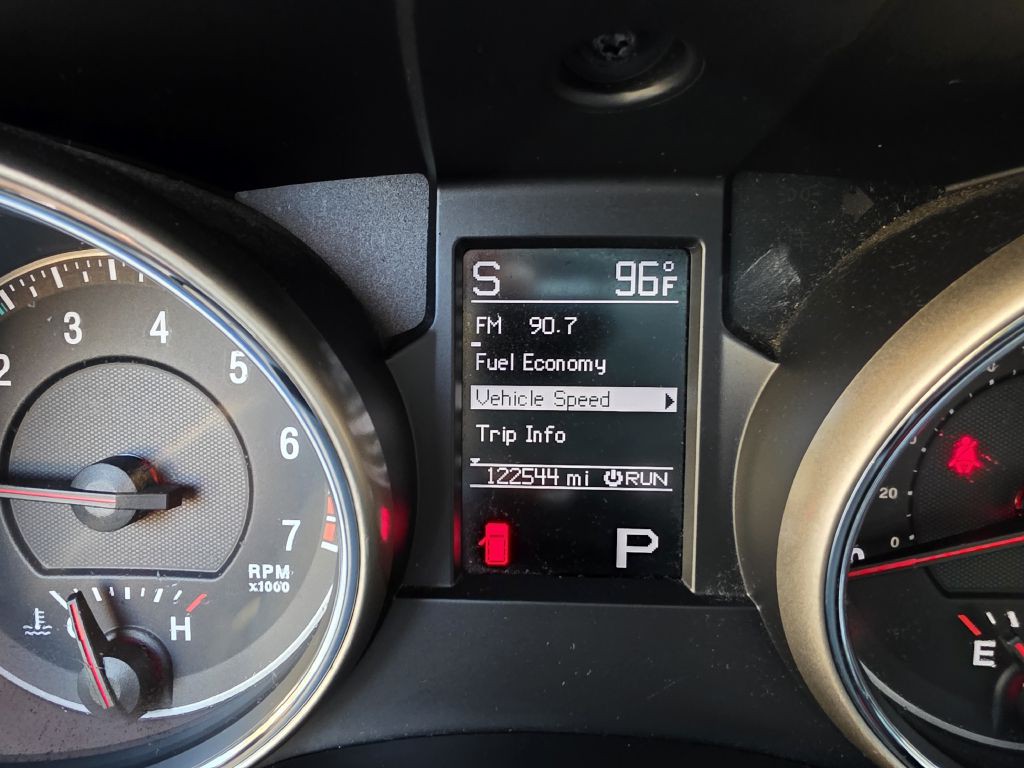 S 96°F
FM 90.7
Fuel Economy
Vehicle Speed
Trip Info
122544 mi RUN
P
2 3 4 5 6 7
RPM
x1000
C H
20
0
E